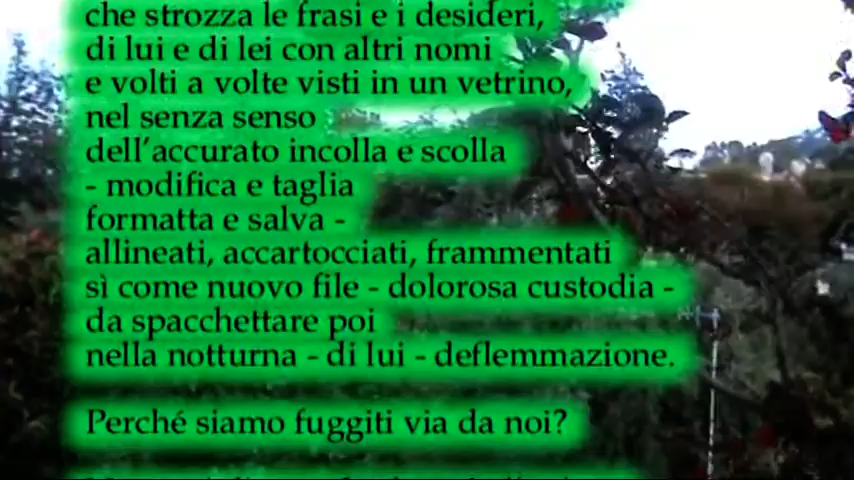 che strozza le frasi e i desideri,
di lui e di lei con altri nomi
e volti a volte visti in un vetrino,
nel senza senso
dell'accurato incolla e scolla
- modifica e taglia
formatta e salva -
allineati, accartocciati, frammentati
sì come nuovo file - dolorosa custodia -
da spacchettare poi
nella notturna - di lui - deflemmazione.
Perché siamo fuggiti via da noi?